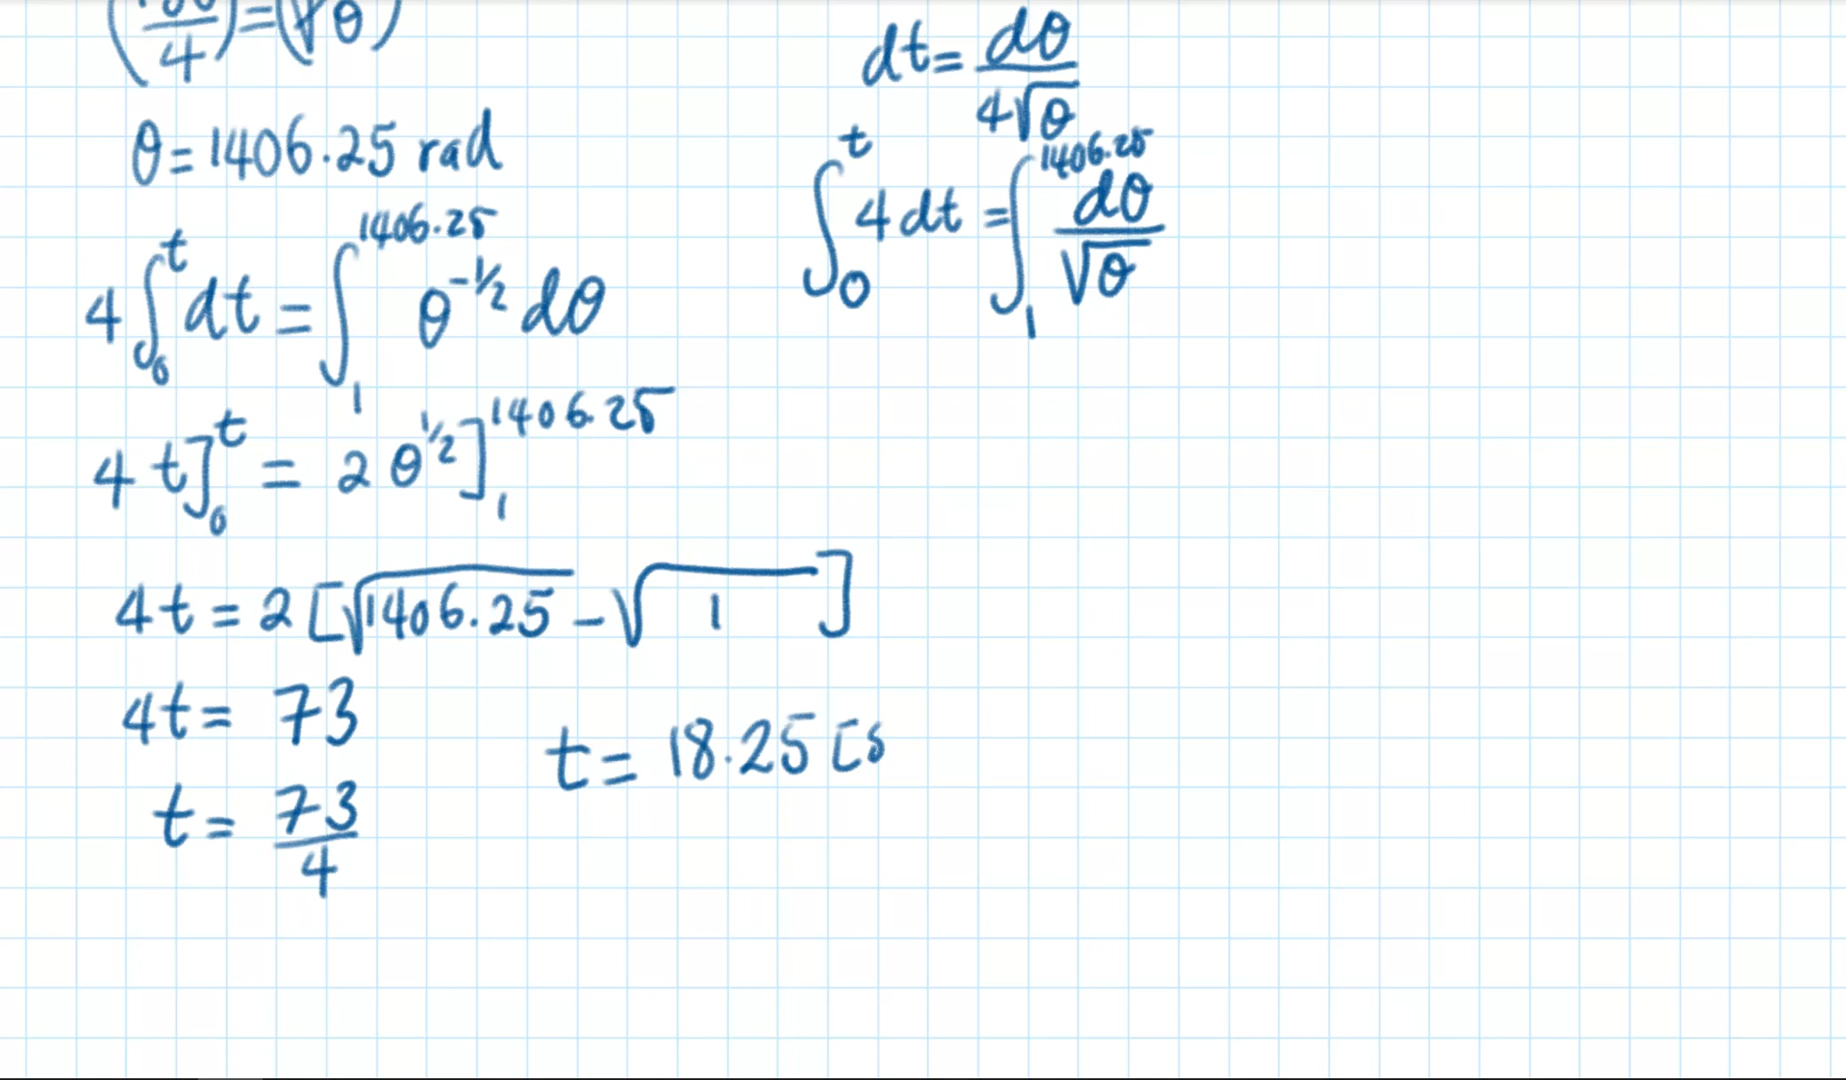 (150/4) = (√θ)
θ = 1406.25 rad
4 ∫₀ᵗ dt = ∫₁^1406.25 θ^-1/2 dθ
4 t]₀ᵗ = 2 θ^1/2]₁^1406.25
4t = 2 [√1406.25 - √1]
4t = 73
t = 73/4
t = 18.25 [s
dt = dθ/4√θ
∫₀ᵗ 4 dt = ∫₁^1406.25 dθ/√θ